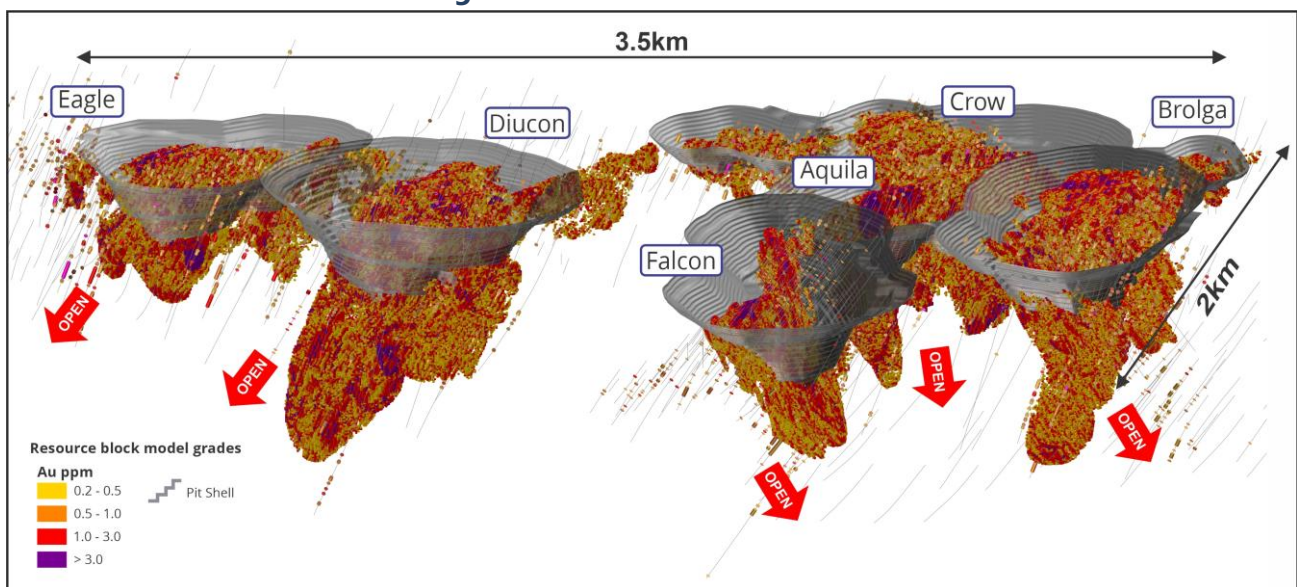 3.5km
Eagle
Diucon
Crow
Brolga
Aquila
Falcon
2km
OPEN
OPEN
OPEN
OPEN
OPEN
Resource block model grades
Au ppm
0.2 - 0.5
Pit Shell
0.5 - 1.0
1.0 - 3.0
> 3.0